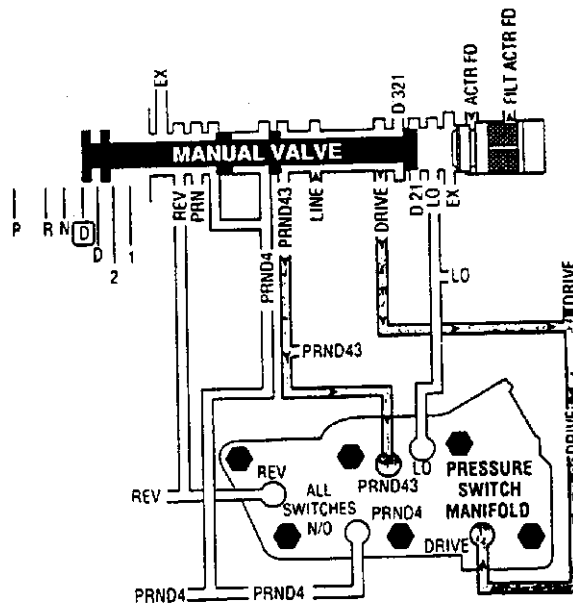 EX
D 321
ACTR FD
FILT ACTR FD
MANUAL VALVE
REV
PRN
PRND43
LINE
DRIVE
D 21
LO
EX
P
R
N
D
D
2
1
PRND4
LO
DRIVE
PRND43
DRIVE
REV
REV
ALL
SWITCHES
N/O
PRND43
LO
PRESSURE
SWITCH
MANIFOLD
PRND4
DRIVE
PRND4
PRND4